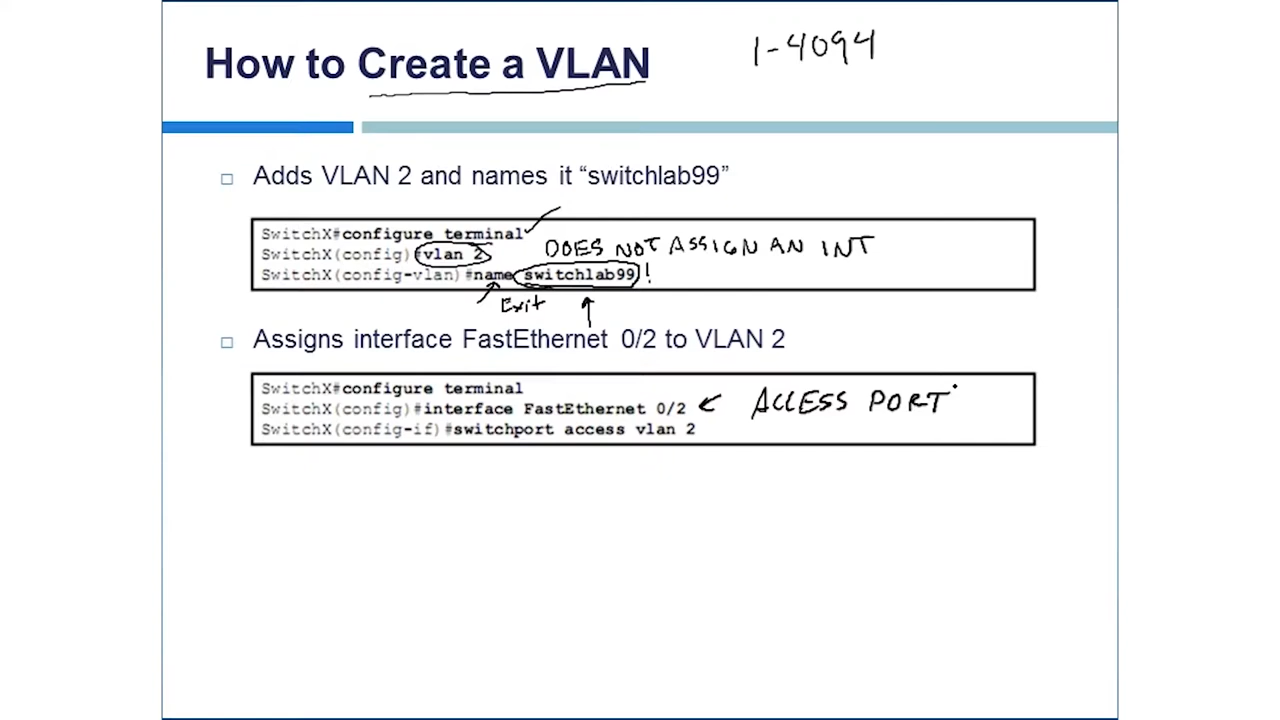 How to Create a VLAN 1-4094
Adds VLAN 2 and names it “switchlab99”
SwitchX#configure terminal
SwitchX(config)#vlan 2 DOES NOT ASSIGN AN INT
SwitchX(config-vlan)#name switchlab99 !
Exit
Assigns interface FastEthernet 0/2 to VLAN 2
SwitchX#configure terminal
SwitchX(config)#interface FastEthernet 0/2 ACCESS PORT
SwitchX(config-if)#switchport access vlan 2